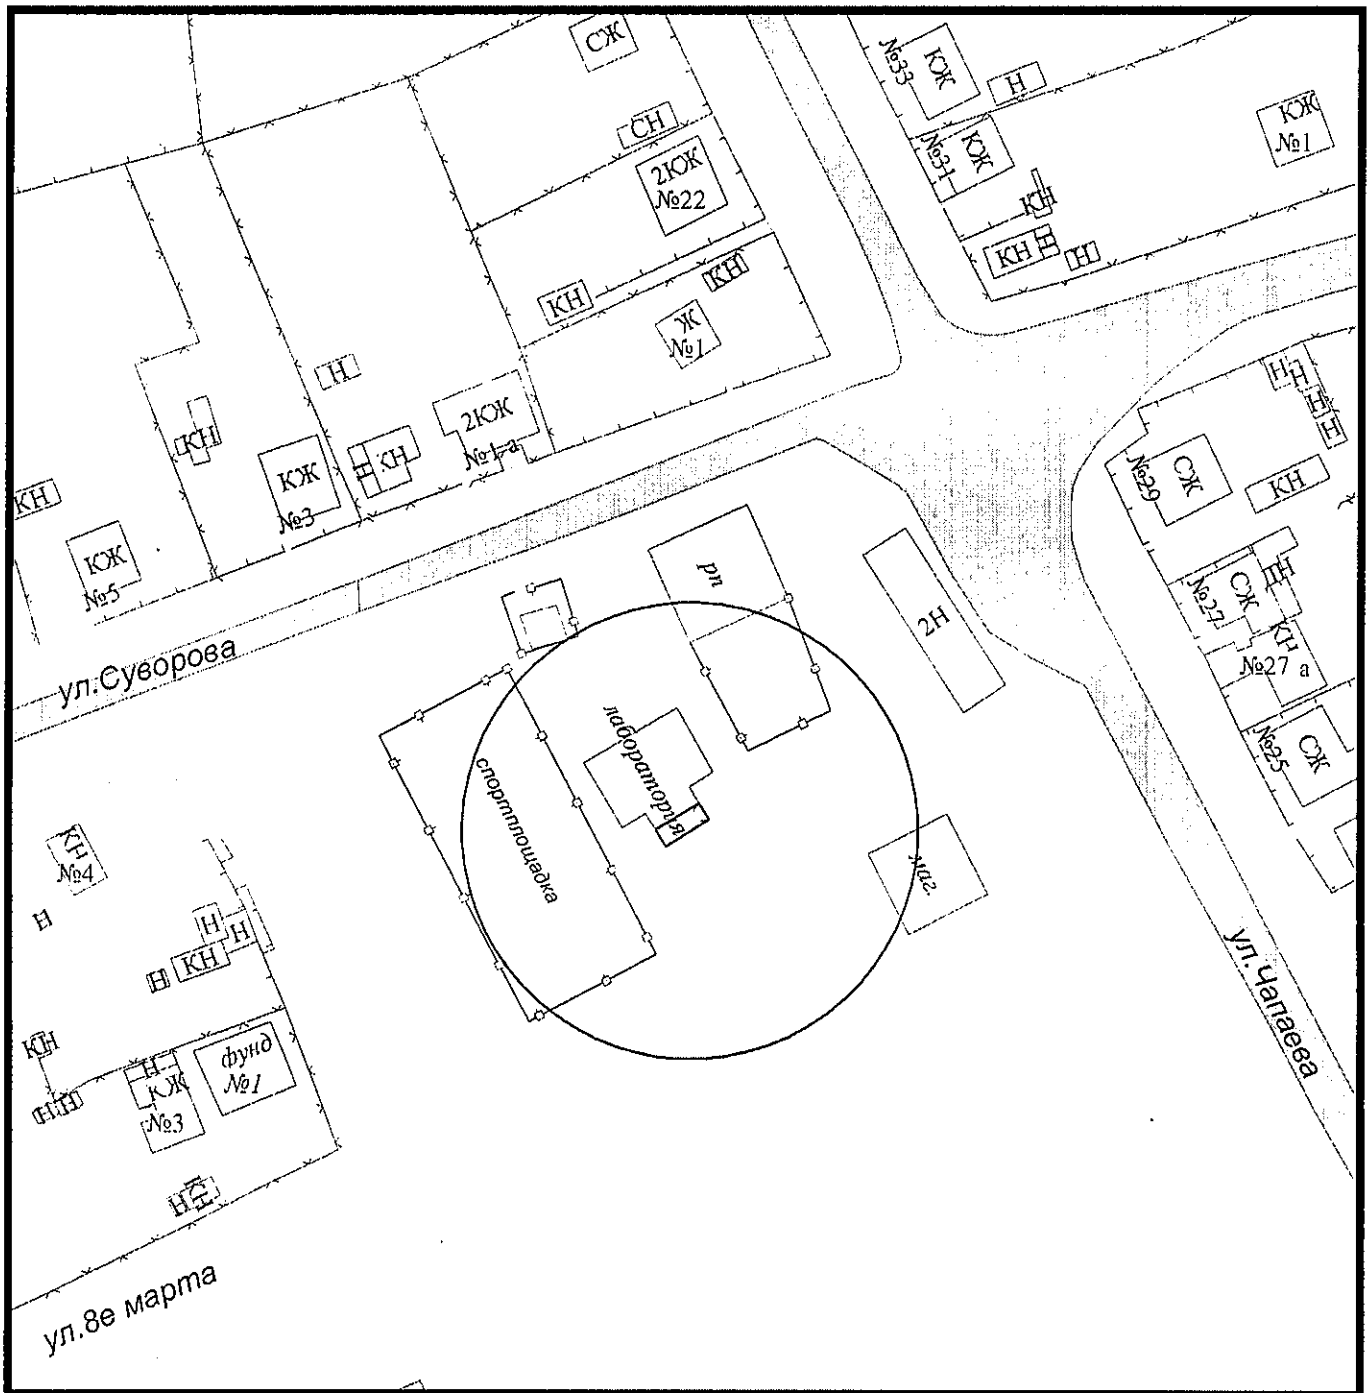 СЖ
№33
КЖ
Н
КЖ
№1
СН
2КЖ
№22
№31
КЖ
КН
КН
Н
Н
КН
КН
Ж
№1
Н
2КЖ
№1-а
КН
КЖ
№3
Н
КН
КН
КЖ
№5
Н
Н
Н
Н
СЖ
№29
КН
рп
2Н
№27
СЖ
Н
КН
№27 а
№25
СЖ
ул.Суворова
лаборатория
спортплощадка
маг.
КН
№4
Н
Н
Н
КН
Н
КН
Н
Н
фунд
№1
Н
КЖ
№3
Н
КН
ул.Чапаева
ул.8е марта